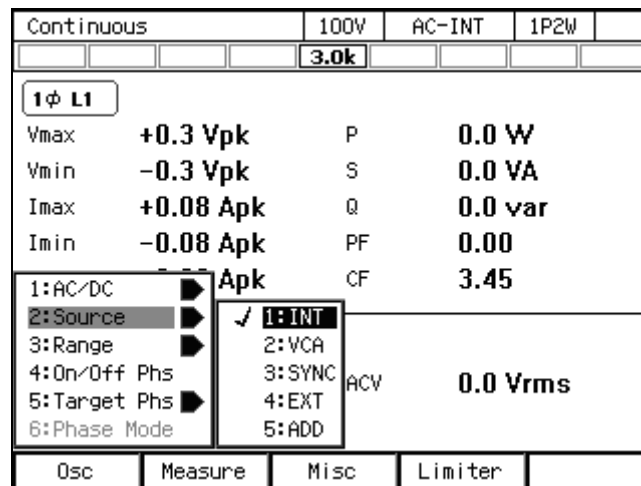 Continuous 100V AC-INT 1P2W
3.0k
1ϕ L1
Vmax +0.3 Vpk P 0.0 W
Vmin -0.3 Vpk S 0.0 VA
Imax +0.08 Apk Q 0.0 var
Imin -0.08 Apk PF 0.00
Apk CF 3.45
1:AC/DC
2:Source ✓ 1:INT
3:Range 2:VCA
4:On/Off Phs 3:SYNC ACV 0.0 Vrms
5:Target Phs 4:EXT
6:Phase Mode 5:ADD
Osc Measure Misc Limiter